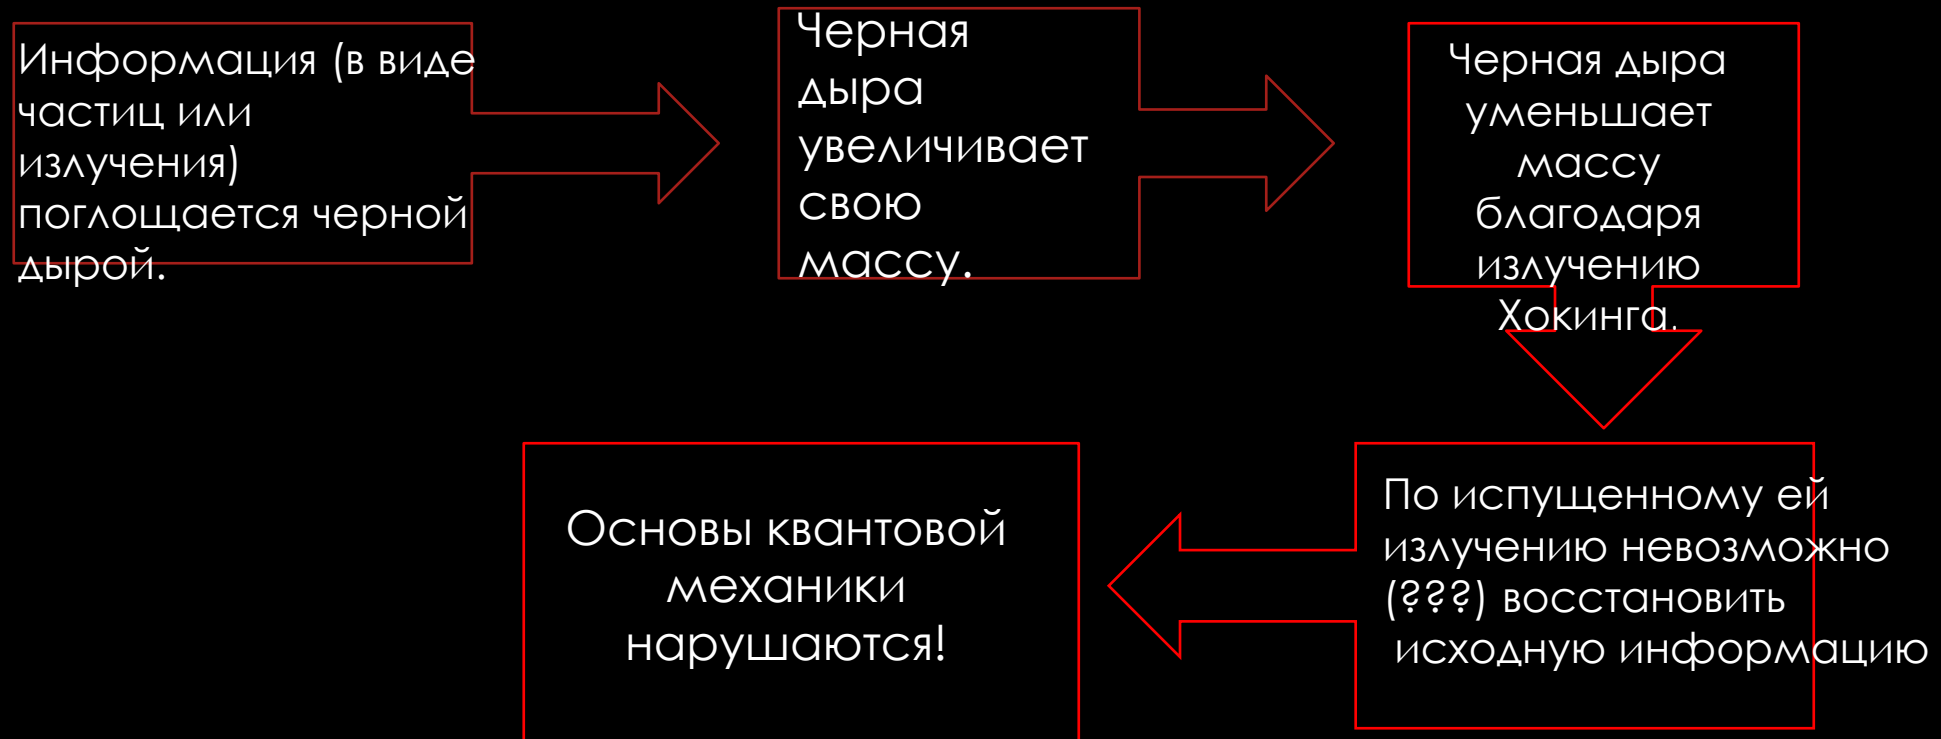 Информация (в виде
частиц или
излучения)
поглощается черной
дырой.
Черная
дыра
увеличивает
свою
массу.
Черная дыра
уменьшает
массу
благодаря
излучению
Хокинга.
По испущенному ей
излучению невозможно
(???) восстановить
исходную информацию
Основы квантовой
механики
нарушаются!